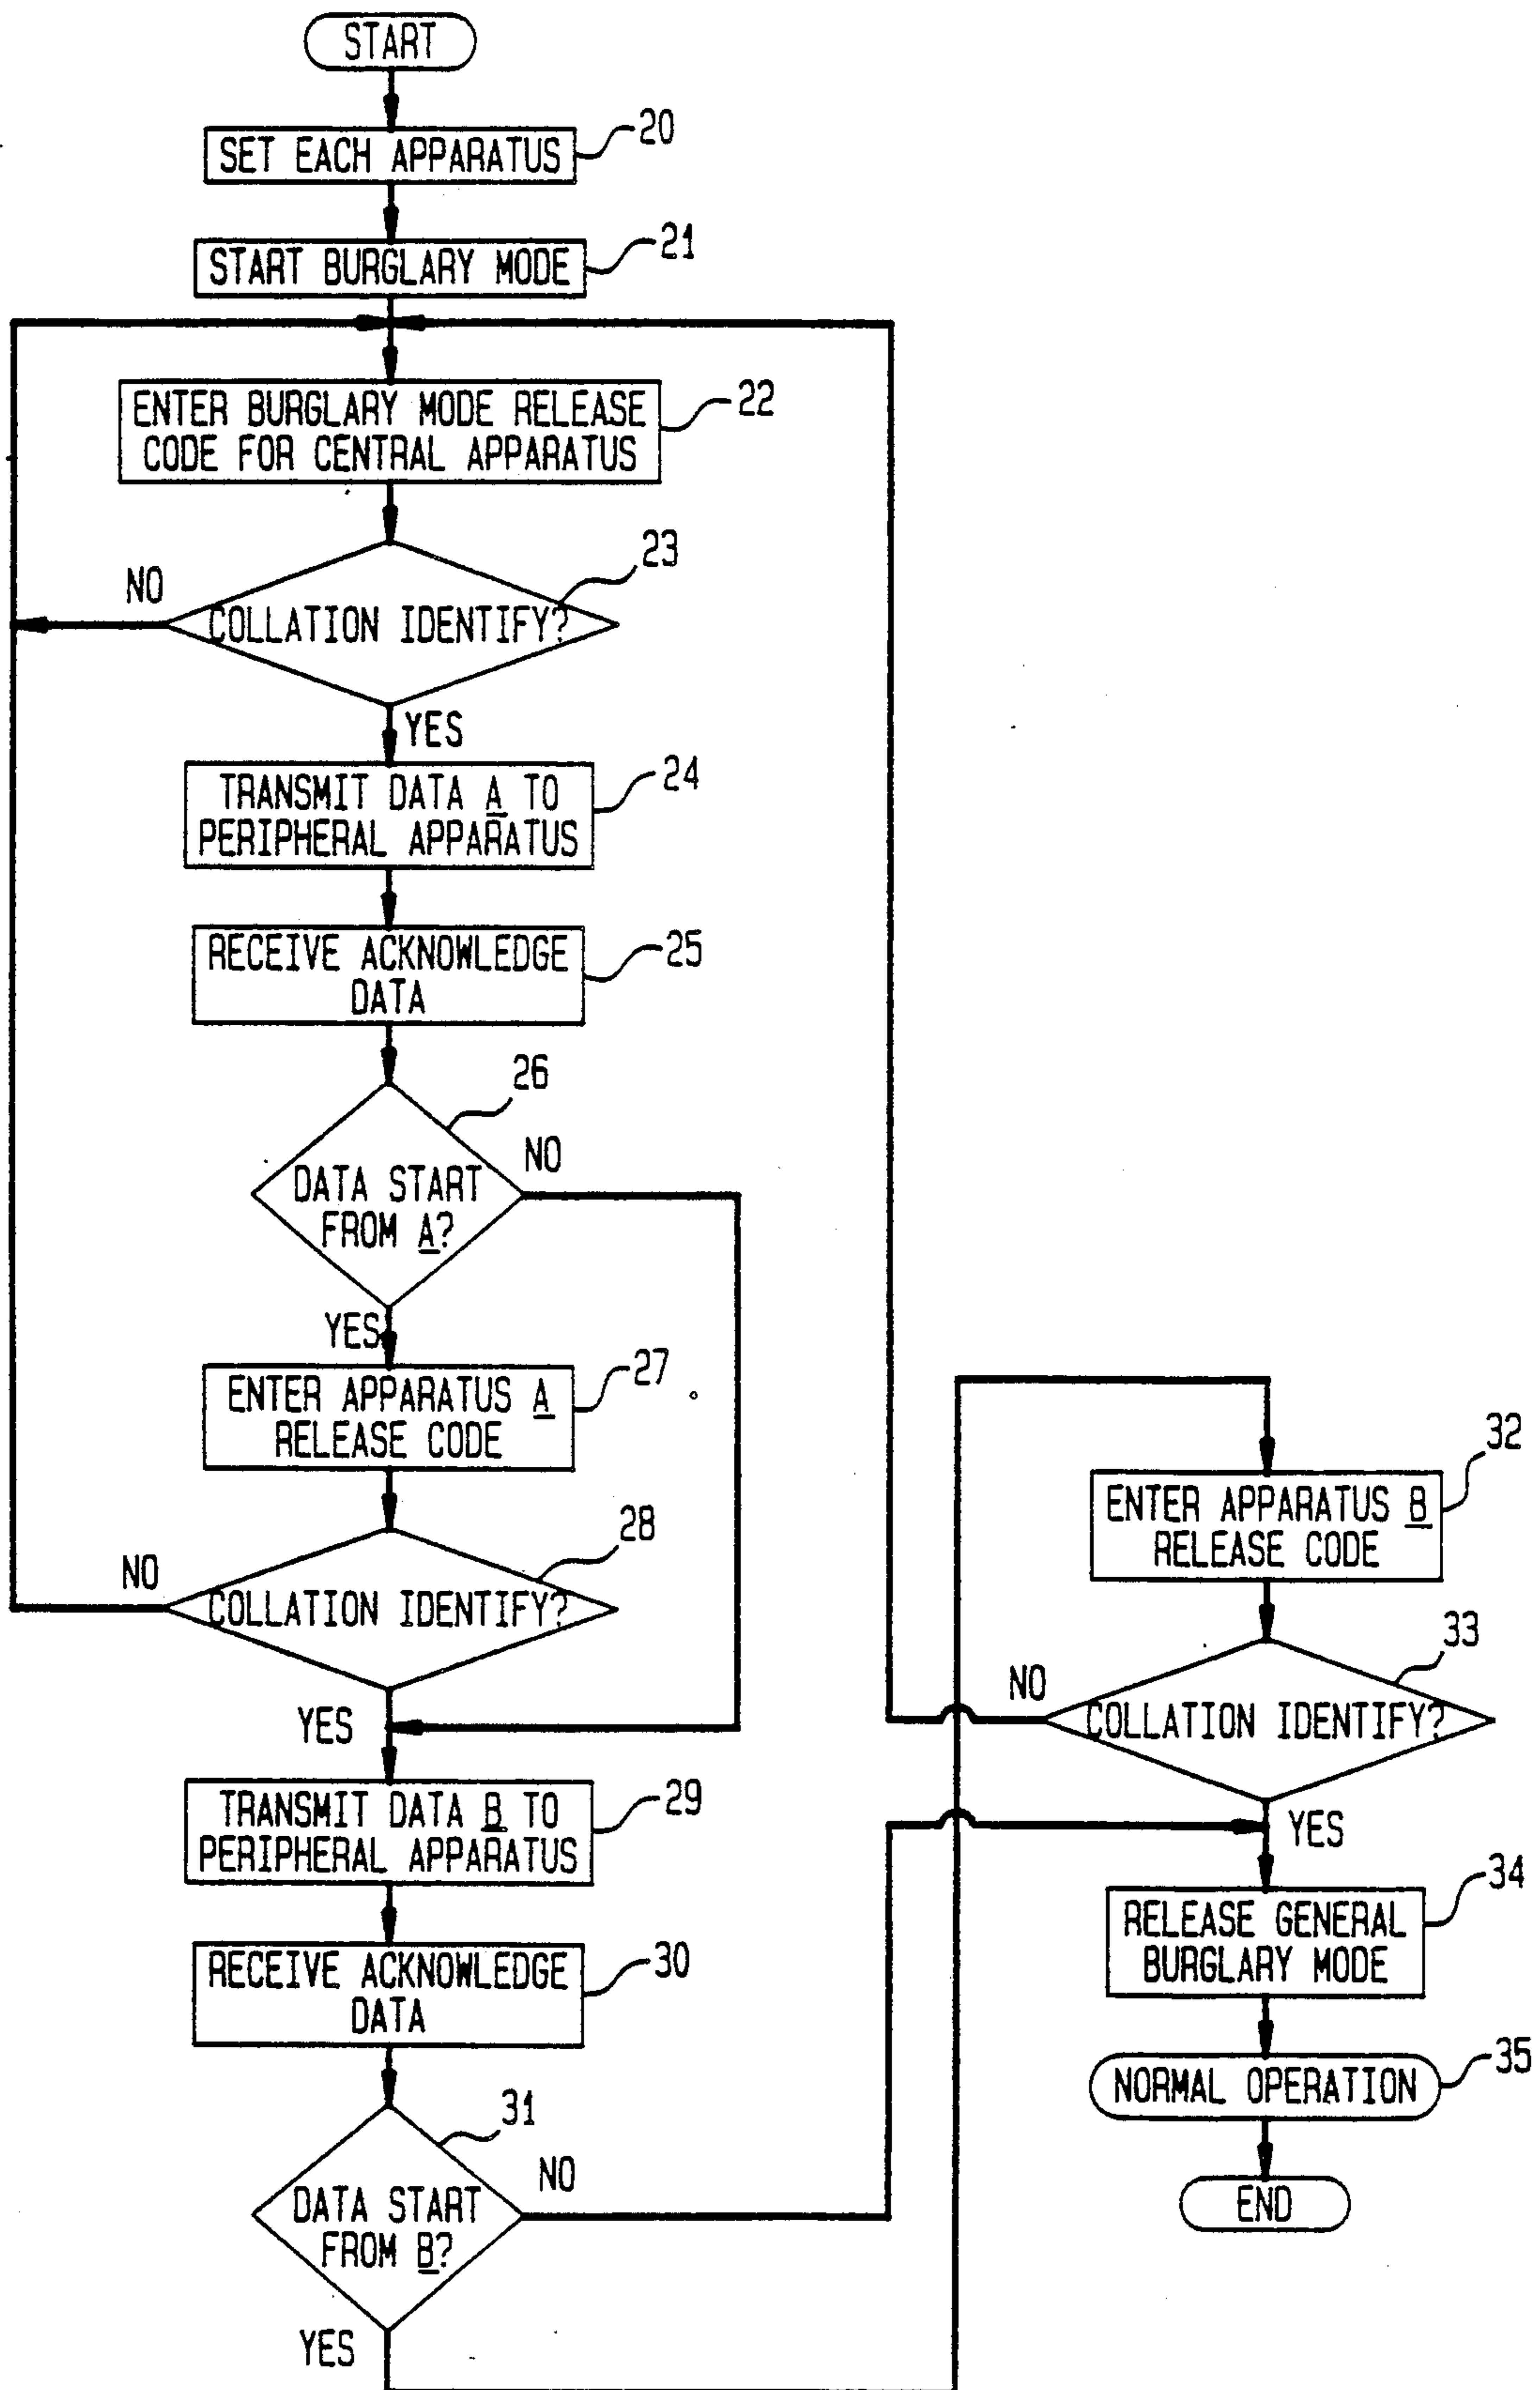 START
SET EACH APPARATUS
20
START BURGLARY MODE
21
ENTER BURGLARY MODE RELEASE
CODE FOR CENTRAL APPARATUS
22
23
NO
COLLATION IDENTIFY?
YES
TRANSMIT DATA A TO
PERIPHERAL APPARATUS
24
RECEIVE ACKNOWLEDGE
DATA
25
26
NO
DATA START
FROM A?
YES
ENTER APPARATUS A
RELEASE CODE
27
28
NO
COLLATION IDENTIFY?
YES
TRANSMIT DATA B TO
PERIPHERAL APPARATUS
29
RECEIVE ACKNOWLEDGE
DATA
30
31
NO
DATA START
FROM B?
YES
32
ENTER APPARATUS B
RELEASE CODE
33
NO
COLLATION IDENTIFY?
YES
34
RELEASE GENERAL
BURGLARY MODE
35
NORMAL OPERATION
END